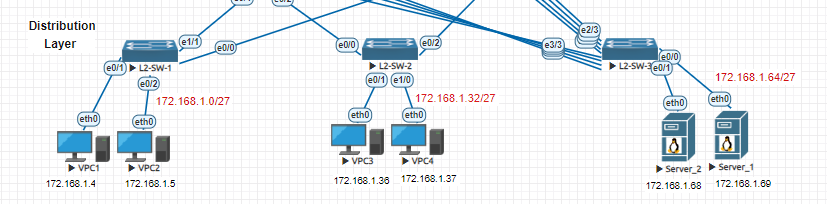 Distribution
Layer
e1/1
e0/0
e0/1
L2-SW-1
e0/2
172.168.1.0/27
eth0
eth0
VPC1
VPC2
172.168.1.4
172.168.1.5
e0/0
e0/2
L2-SW-2
e0/1
e1/0
172.168.1.32/27
eth0
eth0
VPC3
VPC4
172.168.1.36
172.168.1.37
e3/3
e2/3
L2-SW-3
e0/0
e0/1
172.168.1.64/27
eth0
eth0
Server_2
Server_1
172.168.1.68
172.168.1.69